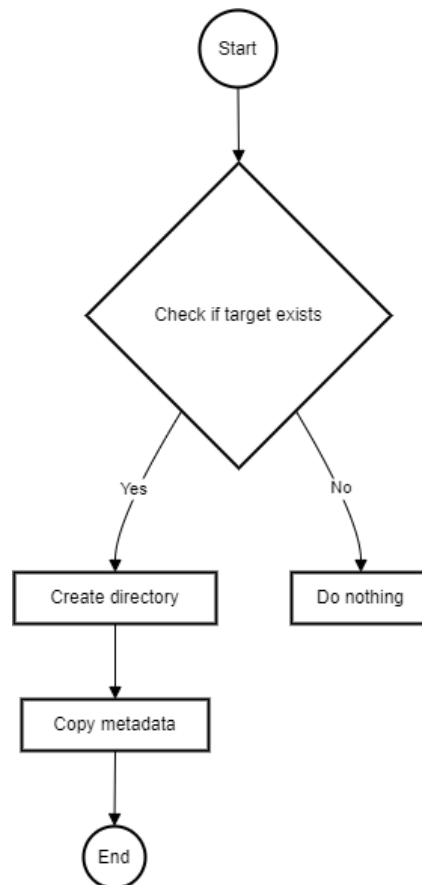 Start
Check if target exists
Yes
No
Create directory
Do nothing
Copy metadata
End